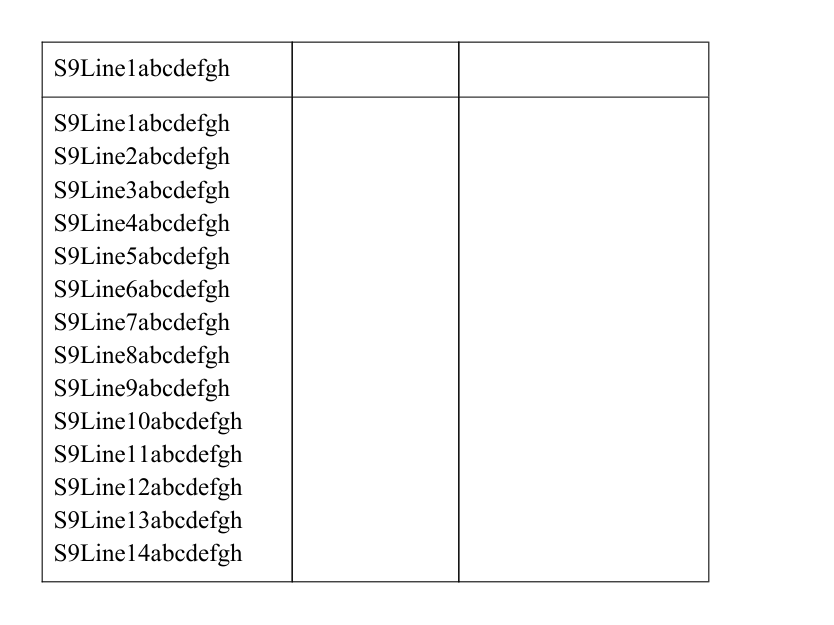 S9Line1abcdefgh
S9Line1abcdefgh
S9Line2abcdefgh
S9Line3abcdefgh
S9Line4abcdefgh
S9Line5abcdefgh
S9Line6abcdefgh
S9Line7abcdefgh
S9Line8abcdefgh
S9Line9abcdefgh
S9Line10abcdefgh
S9Line11abcdefgh
S9Line12abcdefgh
S9Line13abcdefgh
S9Line14abcdefgh